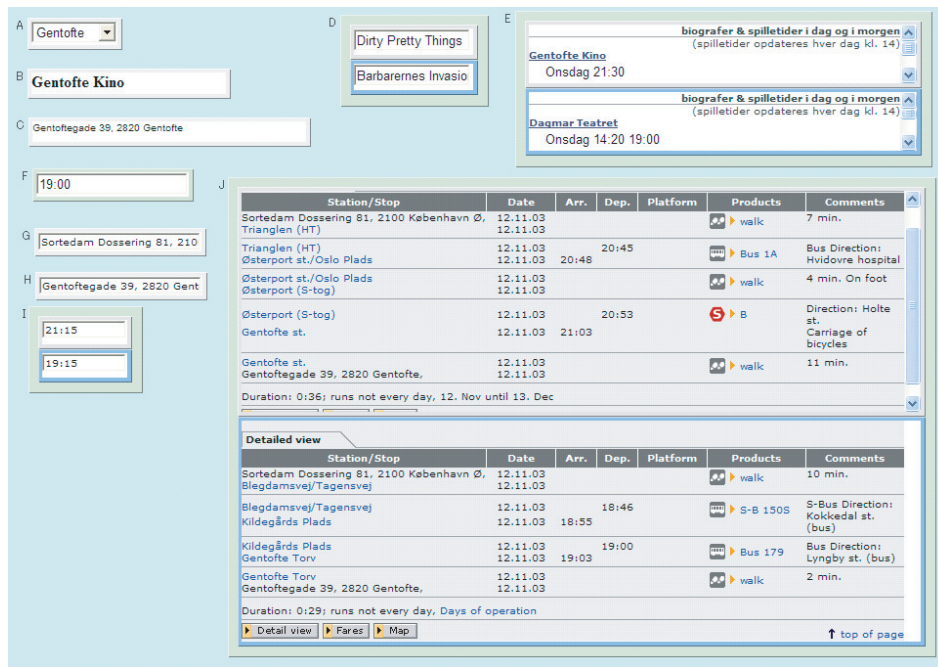 A
Gentofte
B
Gentofte Kino
C
Gentoftegade 39, 2820 Gentofte
D
Dirty Pretty Things
Barbarernes Invasio
E
biografer & spilletider i dag og i morgen
(spilletider opdateres hver dag kl. 14)
Gentofte Kino
Onsdag 21:30
biografer & spilletider i dag og i morgen
(spilletider opdateres hver dag kl. 14)
Dagmar Teatret
Onsdag 14:20 19:00
F
19:00
G
Sortedam Dossering 81, 210
H
Gentoftegade 39, 2820 Gent
I
21:15
19:15
J
Station/Stop Date Arr. Dep. Platform Products Comments
Sortedam Dossering 81, 2100 København Ø, 12.11.03 walk 7 min.
Trianglen (HT) 12.11.03
Trianglen (HT) 12.11.03 20:45 Bus 1A Bus Direction:
Østerport st./Oslo Plads 12.11.03 20:48 Hvidovre hospital
Østerport st./Oslo Plads 12.11.03 walk 4 min. On foot
Østerport (S-tog) 12.11.03
Østerport (S-tog) 12.11.03 20:53 S B Direction: Holte
st.
Gentofte st. 12.11.03 21:03 Carriage of
bicycles
Gentofte st. 12.11.03 walk 11 min.
Gentoftegade 39, 2820 Gentofte, 12.11.03
Duration: 0:36; runs not every day, 12. Nov until 13. Dec
Detailed view
Station/Stop Date Arr. Dep. Platform Products Comments
Sortedam Dossering 81, 2100 København Ø, 12.11.03 walk 10 min.
Blegdamsvej/Tagensvej 12.11.03
Blegdamsvej/Tagensvej 12.11.03 18:46 S-B 150S S-Bus Direction:
Kildegårds Plads 12.11.03 18:55 Kokkedal st.
(bus)
Kildegårds Plads 12.11.03 19:00 Bus 179 Bus Direction:
Gentofte Torv 12.11.03 19:03 Lyngby st. (bus)
Gentofte Torv 12.11.03 walk 2 min.
Gentoftegade 39, 2820 Gentofte, 12.11.03
Duration: 0:29; runs not every day, Days of operation
Detail view Fares Map
top of page